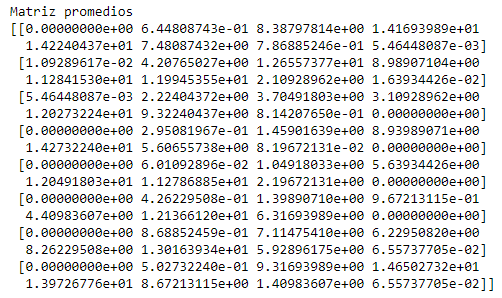 Matriz promedios
[[0.00000000e+00 6.44808743e-01 8.38797814e+00 1.41693989e+01
1.42240437e+01 7.48087432e+00 7.86885246e-01 5.46448087e-03]
[1.09289617e-02 4.20765027e+00 1.26557377e+01 8.98907104e+00
1.12841530e+01 1.19945355e+01 2.10928962e+00 1.63934426e-02]
[5.46448087e-03 2.22404372e+00 3.70491803e+00 3.10928962e+00
1.20273224e+01 9.32240437e+00 8.14207650e-01 0.00000000e+00]
[0.00000000e+00 2.95081967e-01 1.45901639e+00 8.93989071e+00
1.42732240e+01 5.60655738e+00 8.19672131e-02 0.00000000e+00]
[0.00000000e+00 6.01092896e-02 1.04918033e+00 5.63934426e+00
1.20491803e+01 1.12786885e+01 2.19672131e-01 0.00000000e+00]
[0.00000000e+00 4.26229508e-01 1.39890710e+00 9.67213115e-01
4.40983607e+00 1.21366120e+01 6.31693989e+00 0.00000000e+00]
[0.00000000e+00 8.68852459e-01 7.11475410e+00 6.22950820e+00
8.26229508e+00 1.30163934e+01 5.92896175e+00 6.55737705e-02]
[0.00000000e+00 5.02732240e-01 9.31693989e+00 1.46502732e+01
1.39726776e+01 8.67213115e+00 1.40983607e+00 6.55737705e-02]]